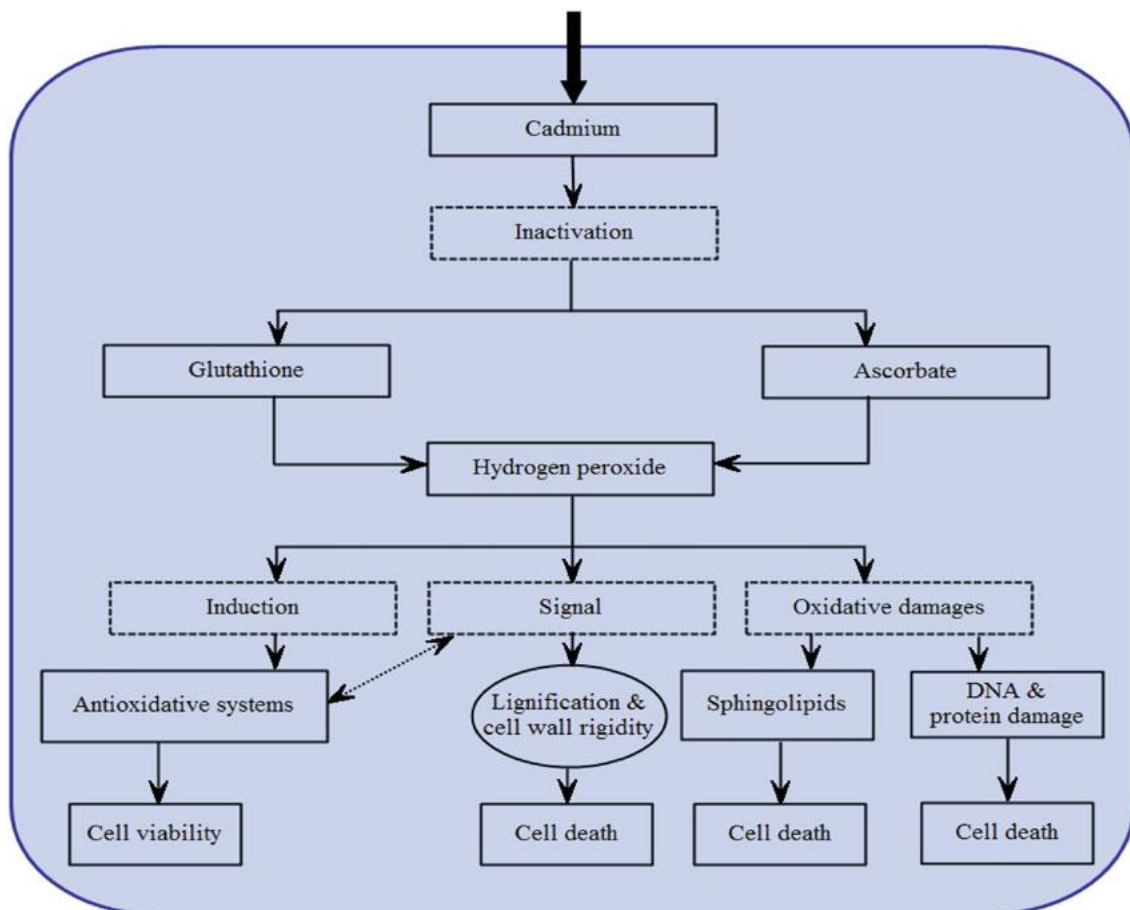 Cadmium
Inactivation
Glutathione
Ascorbate
Hydrogen peroxide
Induction
Signal
Oxidative damages
Antioxidative systems
Lignification &
cell wall rigidity
Sphingolipids
DNA &
protein damage
Cell viability
Cell death
Cell death
Cell death